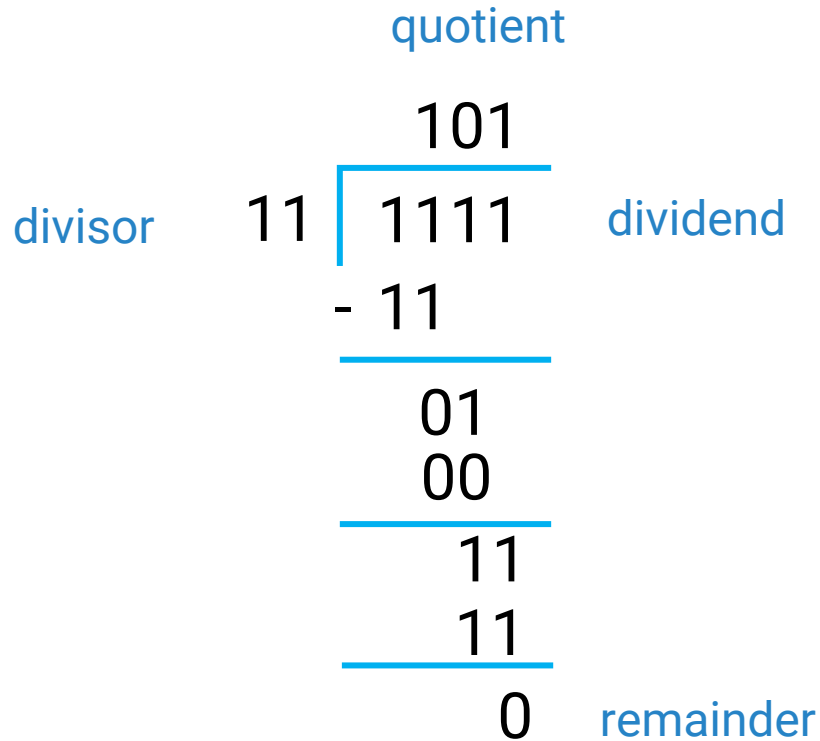 quotient
101
divisor 11 1111 dividend
- 11
01
00
11
11
0 remainder